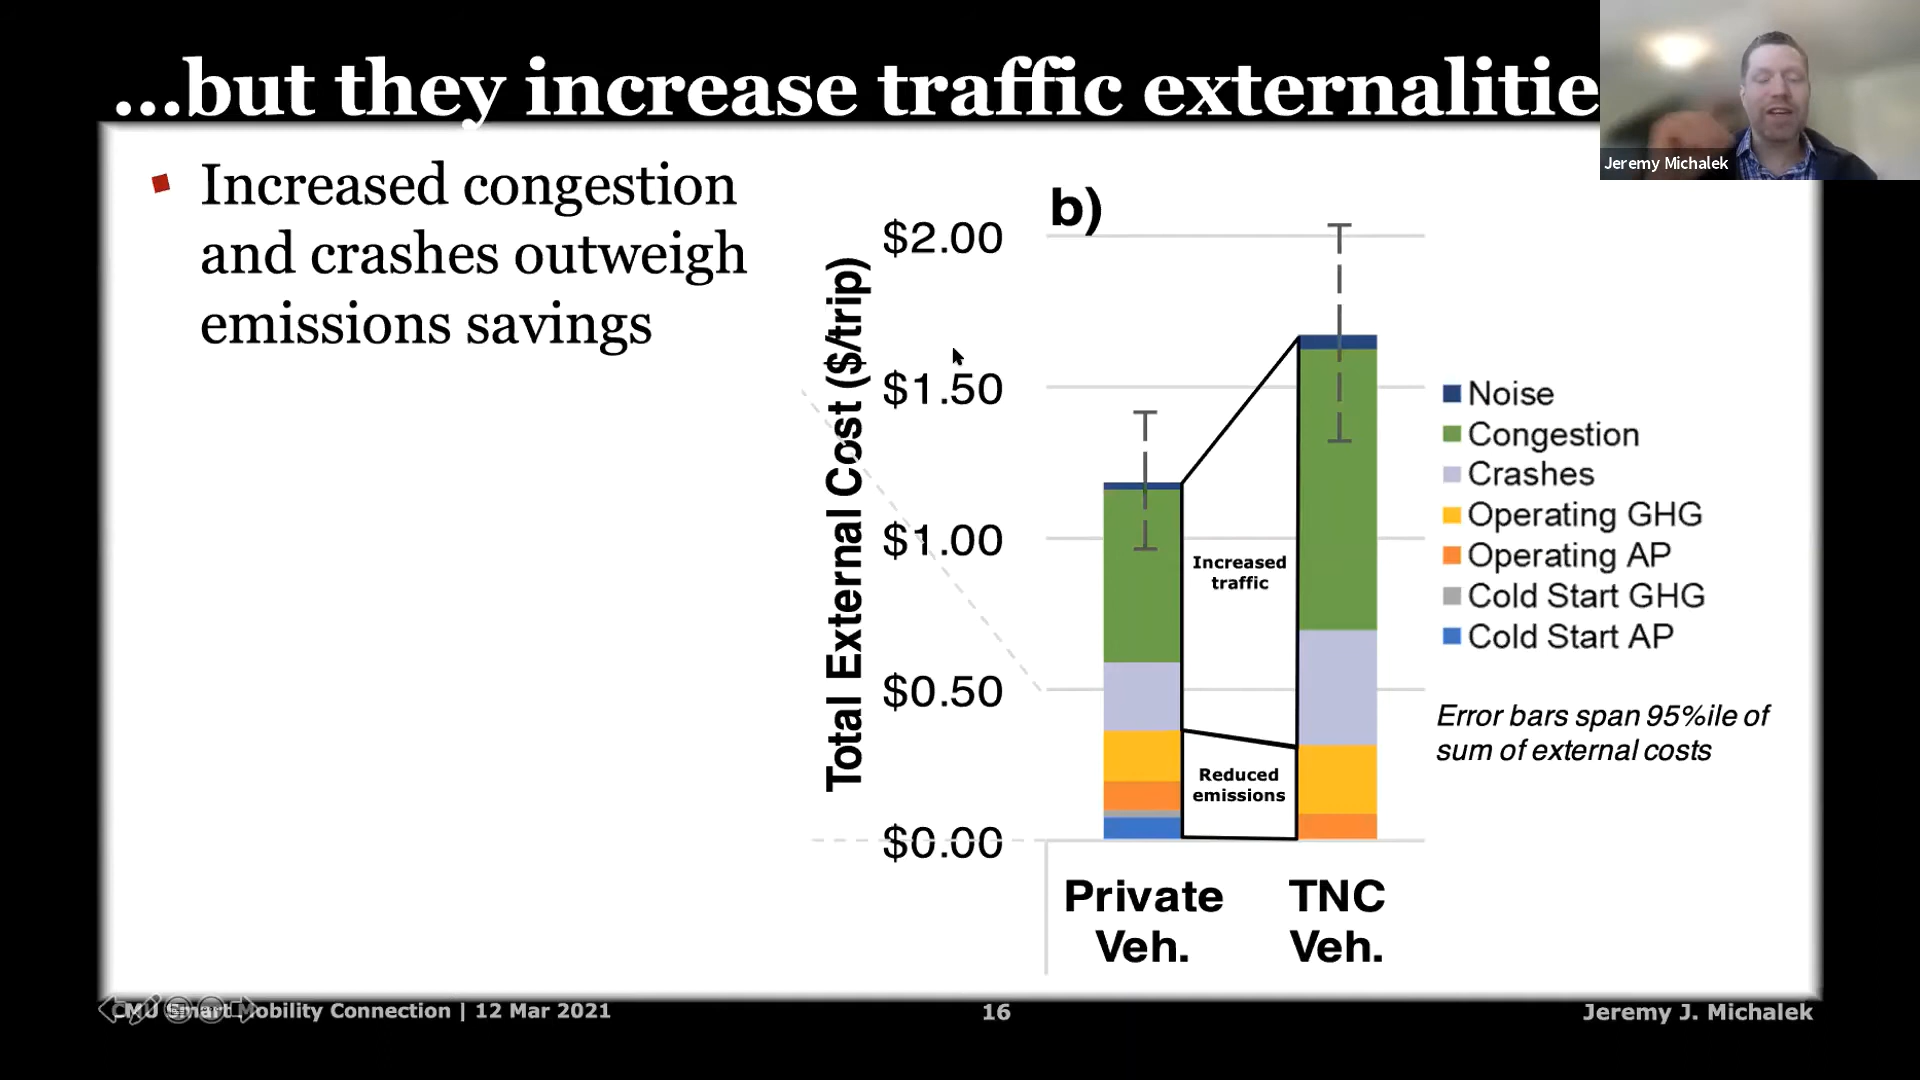 ...but they increase traffic externalitie
Jeremy Michalek
Increased congestion
and crashes outweigh
emissions savings
b)
Total External Cost ($/trip)
$2.00
$1.50
$1.00
$0.50
$0.00
Increased
traffic
Reduced
emissions
Noise
Congestion
Crashes
Operating GHG
Operating AP
Cold Start GHG
Cold Start AP
Error bars span 95%ile of
sum of external costs
Private
Veh.
TNC
Veh.
CMU Smart Mobility Connection | 12 Mar 2021
16
Jeremy J. Michalek